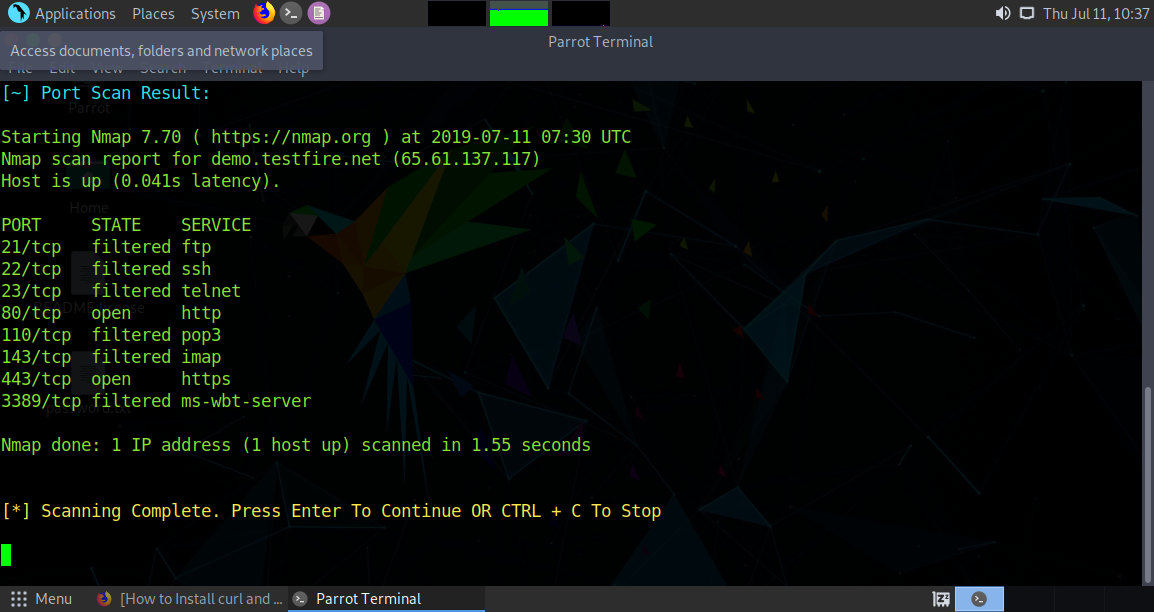 Applications Places System Thu Jul 11, 10:37
Parrot Terminal
Access documents, folders and network places
File Edit View Search Terminal Help
[~] Port Scan Result:
Parrot
Starting Nmap 7.70 ( https://nmap.org ) at 2019-07-11 07:30 UTC
Nmap scan report for demo.testfire.net (65.61.137.117)
Host is up (0.041s latency).
Home
PORT STATE SERVICE
21/tcp filtered ftp
22/tcp filtered ssh
23/tcp filtered telnet
README.license
80/tcp open http
110/tcp filtered pop3
143/tcp filtered imap
443/tcp open https
3389/tcp filtered ms-wbt-server
Nmap done: 1 IP address (1 host up) scanned in 1.55 seconds
[*] Scanning Complete. Press Enter To Continue OR CTRL + C To Stop
Menu [How to Install curl and ... Parrot Terminal